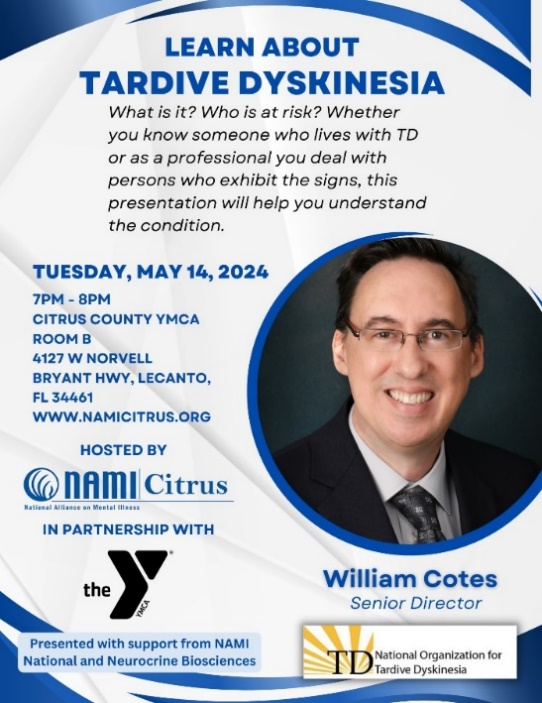 LEARN ABOUT
TARDIVE DYSKINESIA
What is it? Who is at risk? Whether
you know someone who lives with TD
or as a professional you deal with
persons who exhibit the signs, this
presentation will help you understand
the condition.
TUESDAY, MAY 14, 2024
7PM - 8PM
CITRUS COUNTY YMCA
ROOM B
4127 W NORVELL
BRYANT HWY, LECANTO,
FL 34461
WWW.NAMICITRUS.ORG
HOSTED BY
NAMI Citrus
National Alliance on Mental Illness
IN PARTNERSHIP WITH
the Y
YMCA
Presented with support from NAMI
National and Neurocrine Biosciences
William Cotes
Senior Director
TD National Organization for
Tardive Dyskinesia